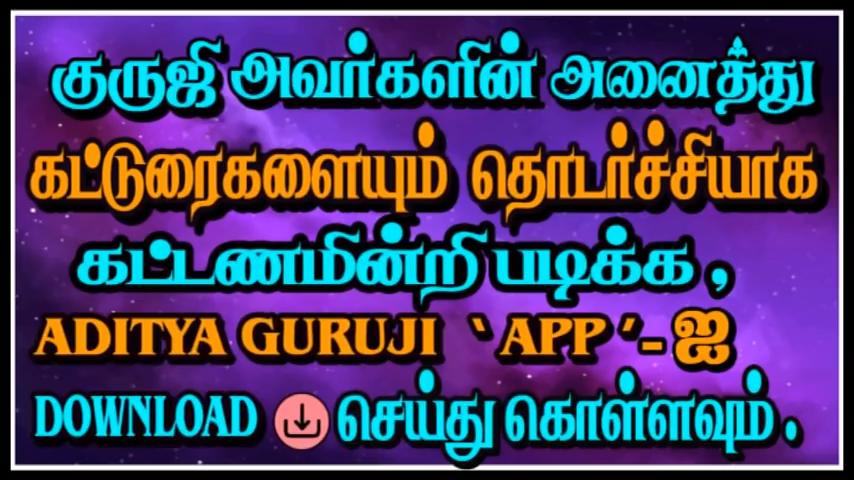 குருஜி அவர்களின் அனைத்து
கட்டுரைகளையும் தொடர்ச்சியாக
கட்டணமின்றி படிக்க ,
ADITYA GURUJI ‘ APP ’ - ஐ
DOWNLOAD செய்து கொள்ளவும் .